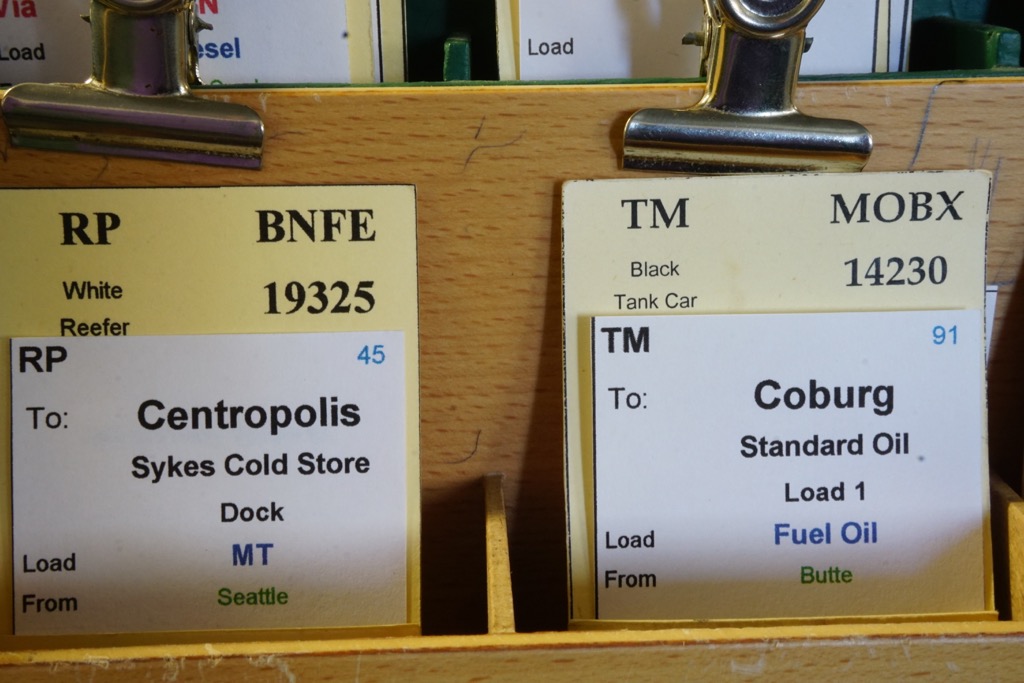 Via
N
Load
esel
Load
RP BNFE
White 19325
Reefer
RP 45
To: Centropolis
Sykes Cold Store
Dock
Load MT
From Seattle
TM MOBX
Black 14230
Tank Car
TM 91
To: Coburg
Standard Oil
Load 1
Load Fuel Oil
From Butte